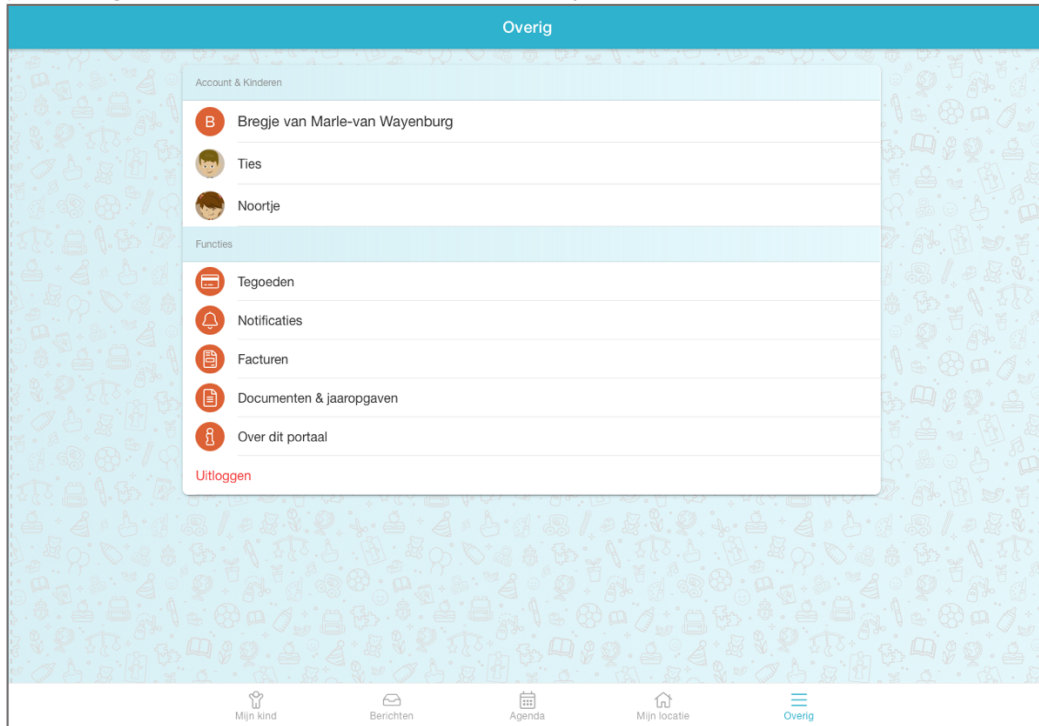 Overig
Account & Kinderen
B
Bregje van Marle-van Wayenburg
Ties
Noortje
Functies
Tegoeden
Notificaties
Facturen
Documenten & jaaropgaven
Over dit portaal
Uitloggen
Mijn kind
Berichten
Agenda
Mijn locatie
Overig